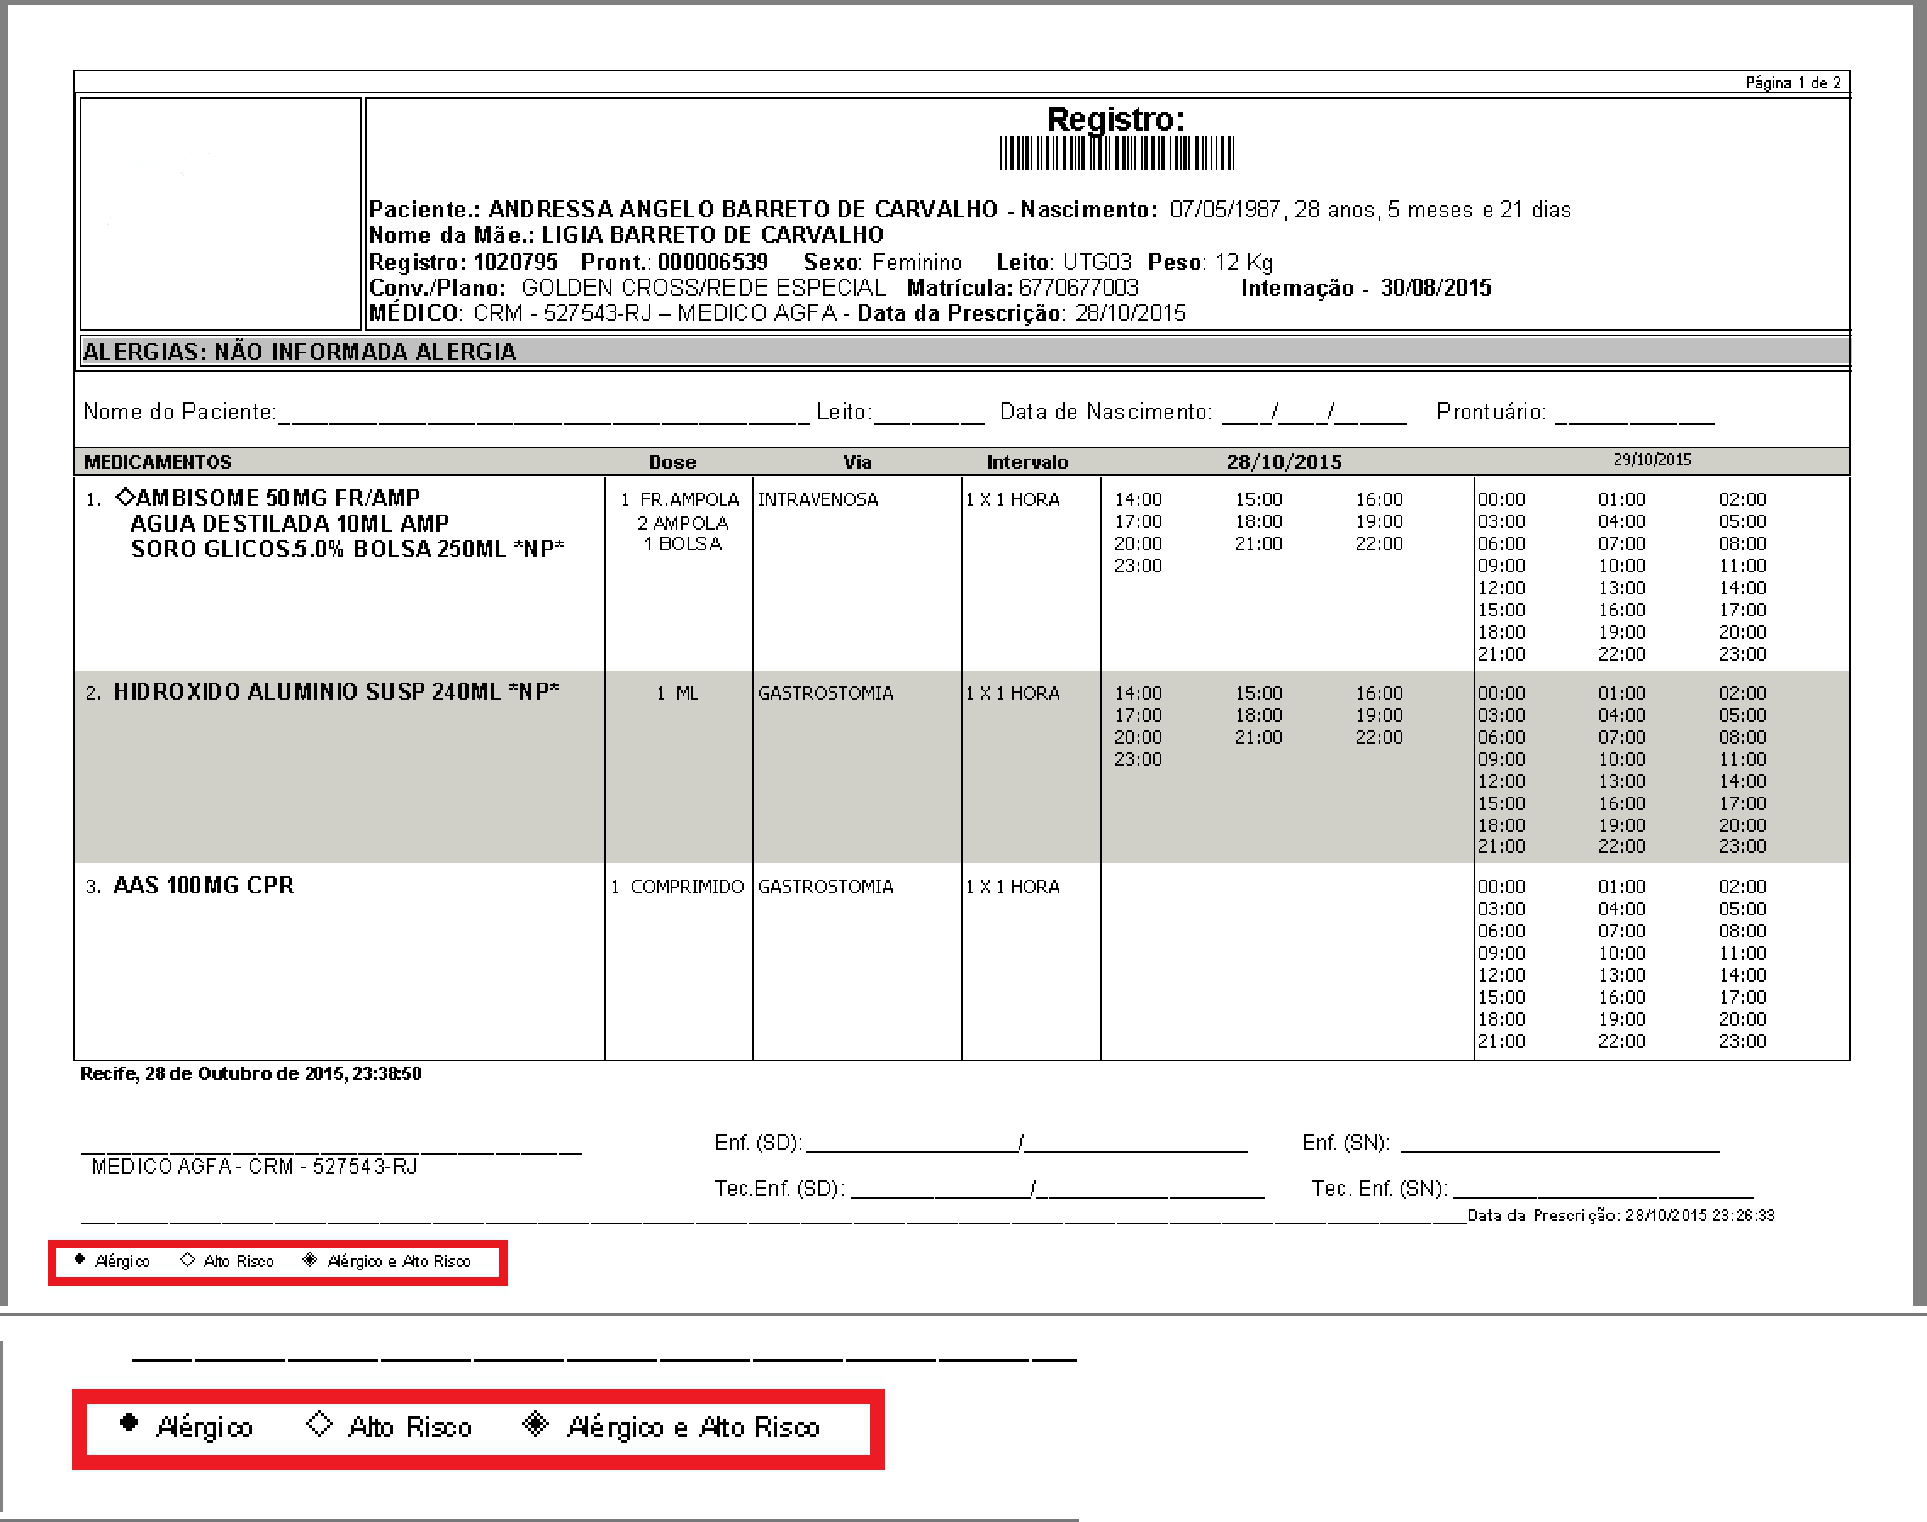 Página 1 de 2
Registro:
Paciente.: ANDRESSA ANGELO BARRETO DE CARVALHO - Nascimento: 07/05/1987, 28 anos, 5 meses e 21 dias
Nome da Mãe.: LIGIA BARRETO DE CARVALHO
Registro: 1020795 Pront.: 000006539 Sexo: Feminino Leito: UTG03 Peso: 12 Kg
Conv./Plano: GOLDEN CROSS/REDE ESPECIAL Matrícula: 6770677003 Internação - 30/08/2015
MÉDICO: CRM - 527543-RJ – MEDICO AGFA - Data da Prescrição: 28/10/2015
ALERGIAS: NÃO INFORMADA ALERGIA
Nome do Paciente:____ Leito:____ Data de Nascimento: ____/____/____ Prontuário: ____
MEDICAMENTOS Dose Via Intervalo 28/10/2015 29/10/2015
1. ◇AMBISOME 50MG FR/AMP 1 FR.AMPOLA INTRAVENOSA 1 X 1 HORA 14:00 15:00 16:00 00:00 01:00 02:00
AGUA DESTILADA 10ML AMP 2 AMPOLA 17:00 18:00 19:00 03:00 04:00 05:00
SORO GLICOS.5.0% BOLSA 250ML *NP* 1 BOLSA 20:00 21:00 22:00 06:00 07:00 08:00
23:00 09:00 10:00 11:00
12:00 13:00 14:00
15:00 16:00 17:00
18:00 19:00 20:00
21:00 22:00 23:00
2. HIDROXIDO ALUMINIO SUSP 240ML *NP* 1 ML GASTROSTOMIA 1 X 1 HORA 14:00 15:00 16:00 00:00 01:00 02:00
17:00 18:00 19:00 03:00 04:00 05:00
20:00 21:00 22:00 06:00 07:00 08:00
23:00 09:00 10:00 11:00
12:00 13:00 14:00
15:00 16:00 17:00
18:00 19:00 20:00
21:00 22:00 23:00
3. AAS 100MG CPR 1 COMPRIMIDO GASTROSTOMIA 1 X 1 HORA 00:00 01:00 02:00
03:00 04:00 05:00
06:00 07:00 08:00
09:00 10:00 11:00
12:00 13:00 14:00
15:00 16:00 17:00
18:00 19:00 20:00
21:00 22:00 23:00
Recife, 28 de Outubro de 2015, 23:38:50
Enf. (SD):____/____ Enf. (SN): ____
MEDICO AGFA - CRM - 527543-RJ
Tec.Enf. (SD): ____/____ Tec. Enf. (SN): ____
Data da Prescrição: 28/10/2015 23:26:33
Alérgico ◇ Alto Risco Alérgico e Alto Risco
Alérgico ◇ Alto Risco Alérgico e Alto Risco